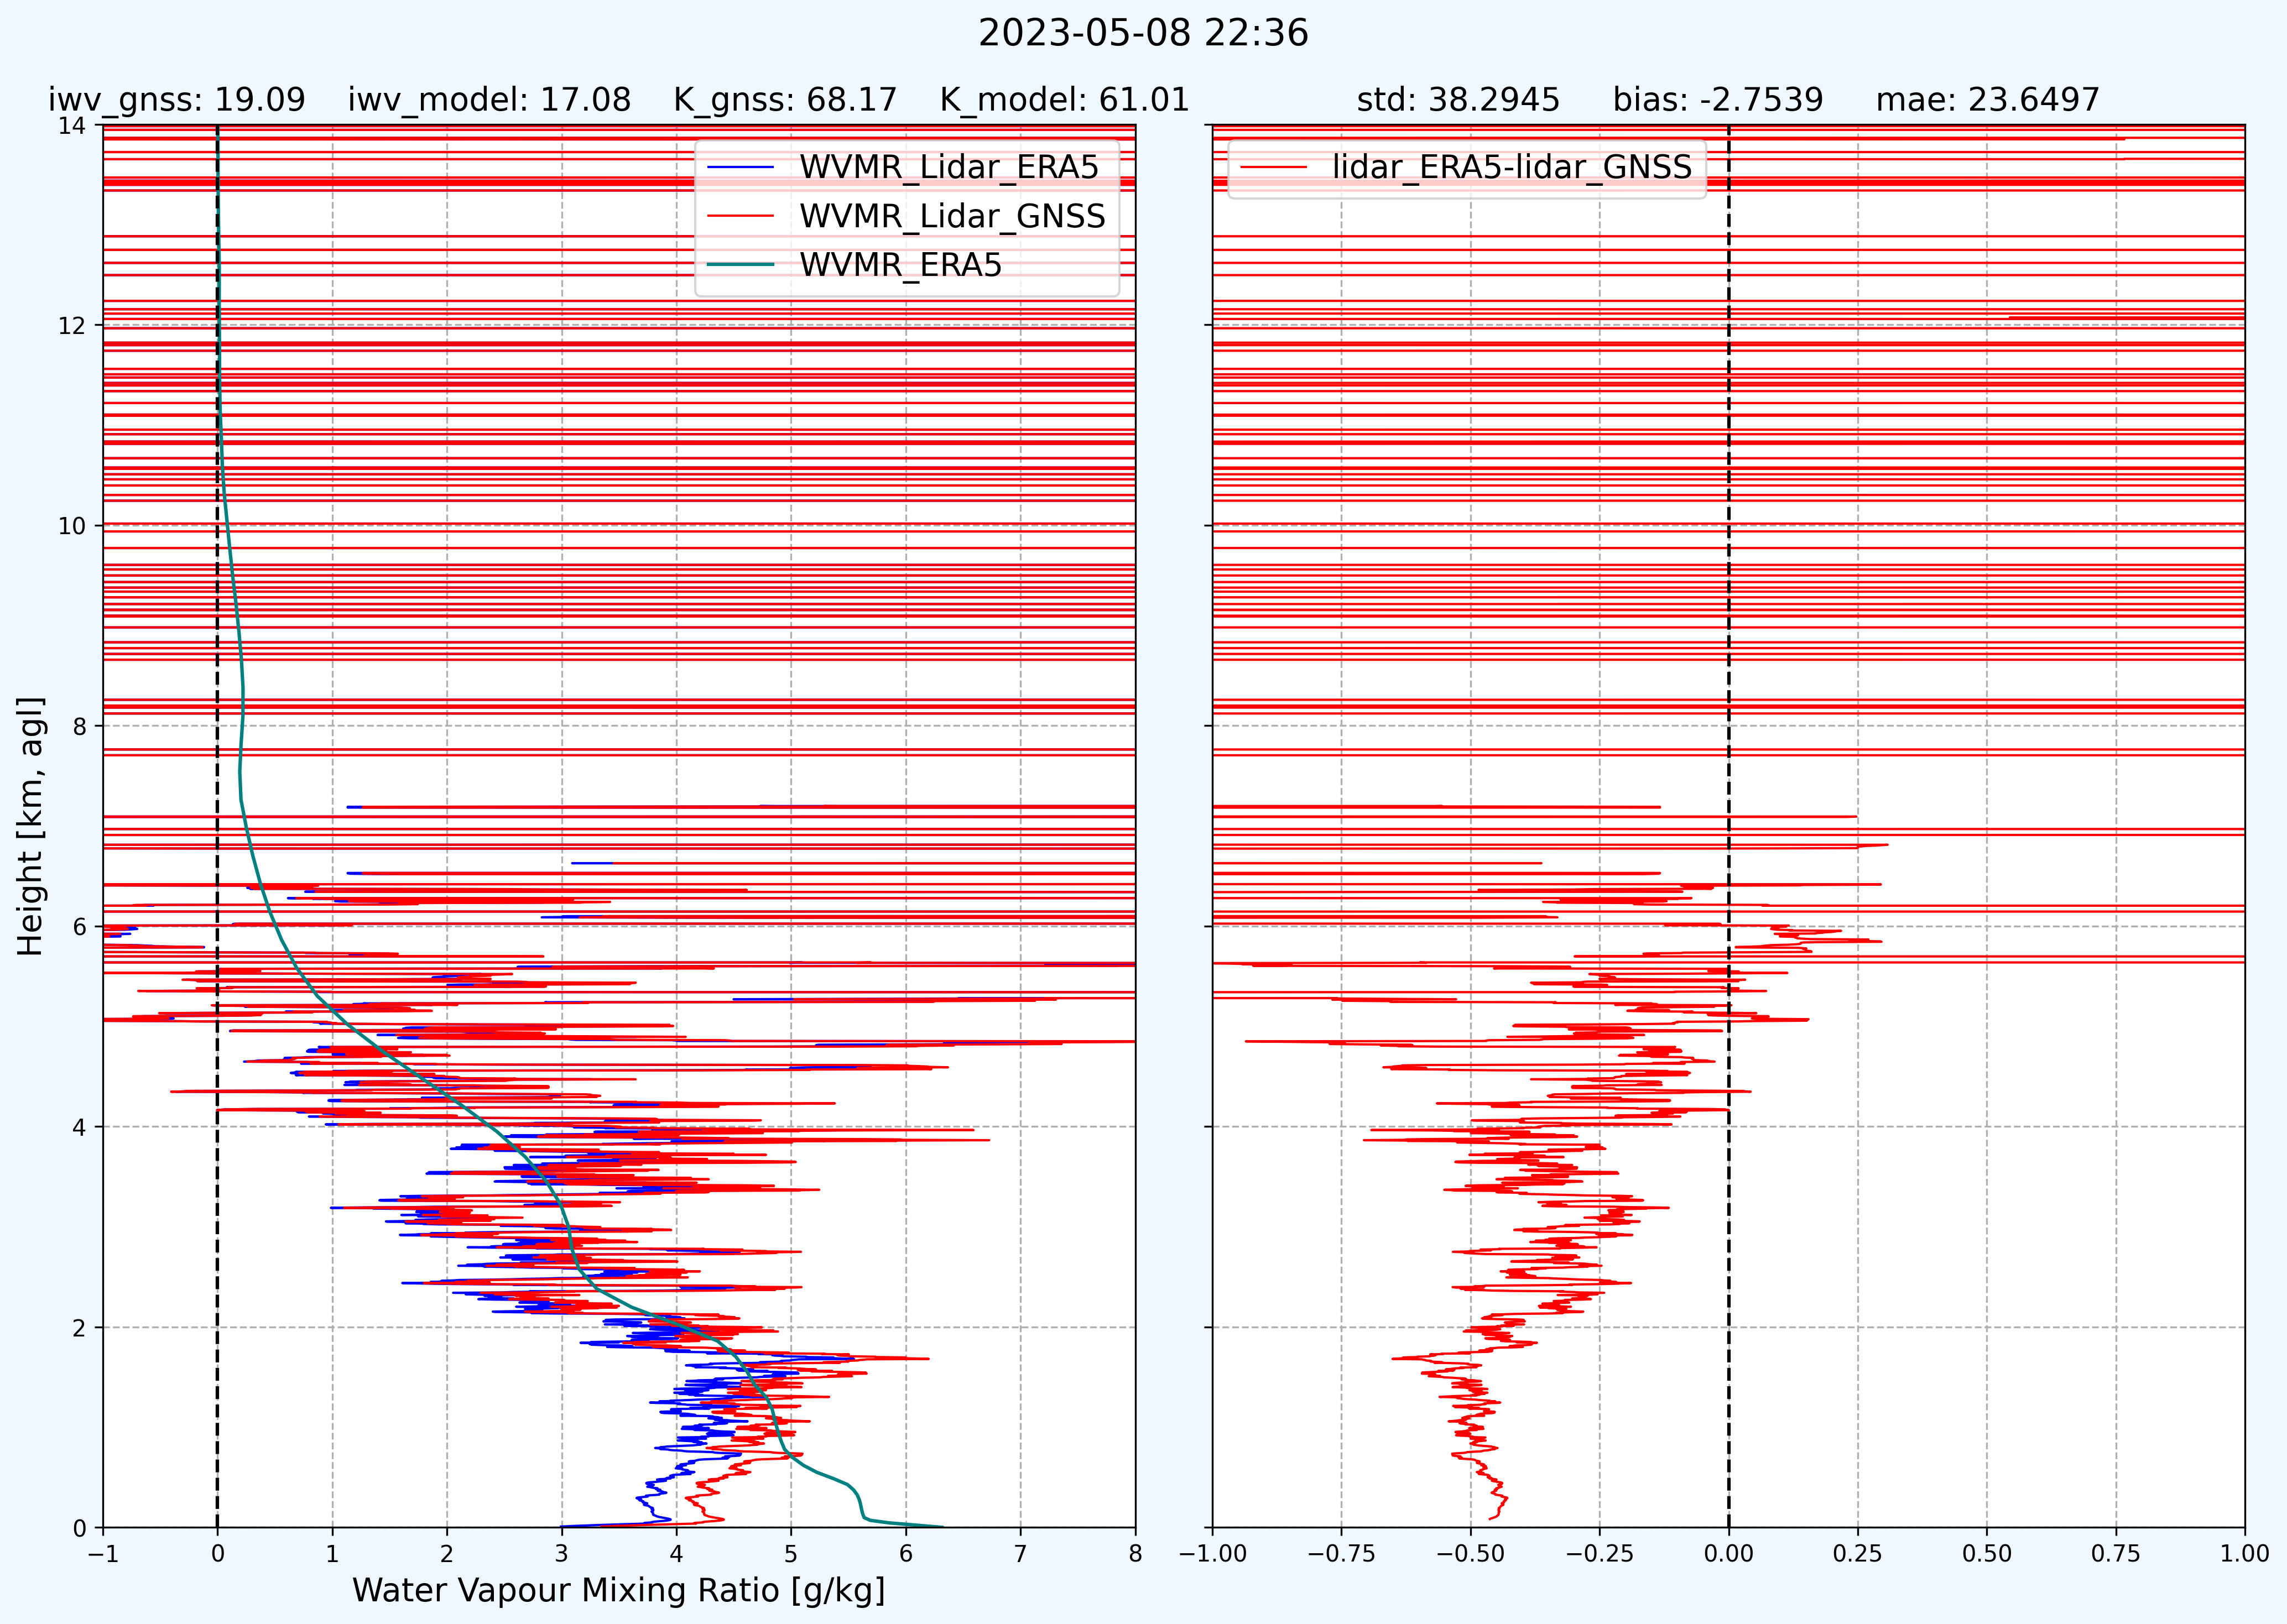 2023-05-08 22:36
iwv_gnss: 19.09 iwv_model: 17.08 K_gnss: 68.17 K_model: 61.01
std: 38.2945 bias: -2.7539 mae: 23.6497
14
12
10
8
6
4
2
0
Height [km, agl]
WVMR_Lidar_ERA5
WVMR_Lidar_GNSS
WVMR_ERA5
−1 0 1 2 3 4 5 6 7 8
Water Vapour Mixing Ratio [g/kg]
lidar_ERA5-lidar_GNSS
−1.00 −0.75 −0.50 −0.25 0.00 0.25 0.50 0.75 1.00